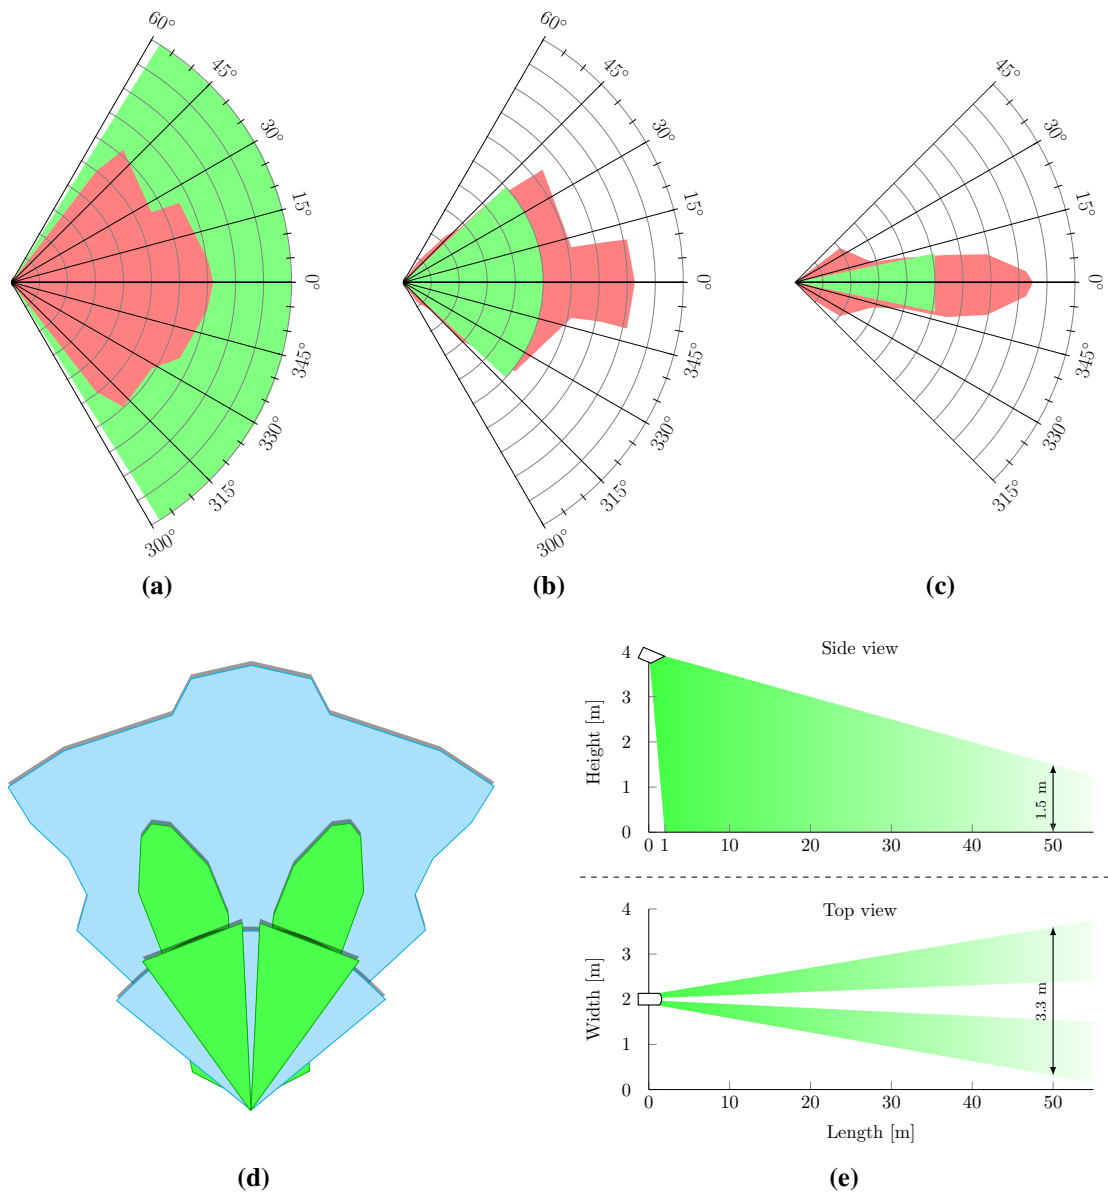 60°
45°
30°
15°
0°
345°
330°
315°
300°
(a)
60°
45°
30°
15°
0°
345°
330°
315°
300°
(b)
45°
30°
15°
0°
345°
330°
315°
(c)
(d)
Side view
Height [m]
4
3
2
1
0
0 1 10 20 30 40 50
1.5 m
Top view
Width [m]
4
3
2
1
0
0 10 20 30 40 50
3.3 m
Length [m]
(e)